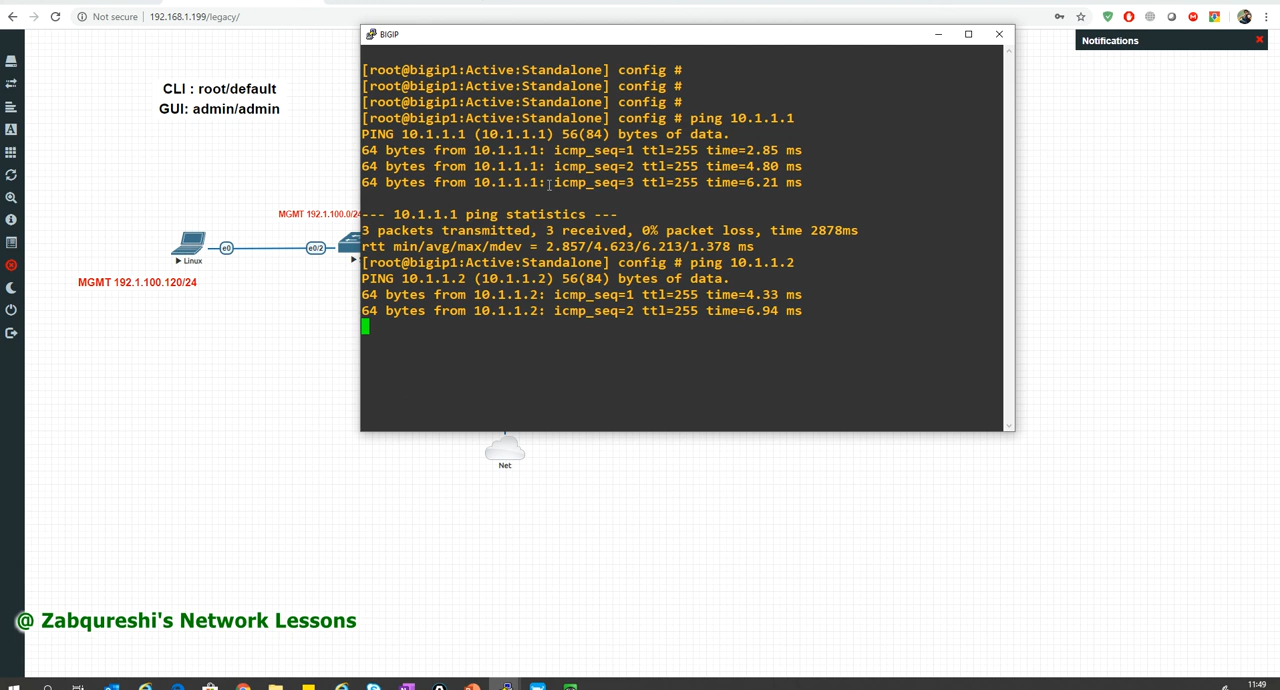 Not secure | 192.168.1.199/legacy/
BIGIP
Notifications
CLI : root/default
GUI: admin/admin
[root@bigip1:Active:Standalone] config #
[root@bigip1:Active:Standalone] config #
[root@bigip1:Active:Standalone] config #
[root@bigip1:Active:Standalone] config # ping 10.1.1.1
PING 10.1.1.1 (10.1.1.1) 56(84) bytes of data.
64 bytes from 10.1.1.1: icmp_seq=1 ttl=255 time=2.85 ms
64 bytes from 10.1.1.1: icmp_seq=2 ttl=255 time=4.80 ms
64 bytes from 10.1.1.1: icmp_seq=3 ttl=255 time=6.21 ms
--- 10.1.1.1 ping statistics ---
3 packets transmitted, 3 received, 0% packet loss, time 2878ms
rtt min/avg/max/mdev = 2.857/4.623/6.213/1.378 ms
[root@bigip1:Active:Standalone] config # ping 10.1.1.2
PING 10.1.1.2 (10.1.1.2) 56(84) bytes of data.
64 bytes from 10.1.1.2: icmp_seq=1 ttl=255 time=4.33 ms
64 bytes from 10.1.1.2: icmp_seq=2 ttl=255 time=6.94 ms
MGMT 192.1.100.0/24
e0
e0/2
Linux
MGMT 192.1.100.120/24
Net
@ Zabqureshi's Network Lessons
11:49